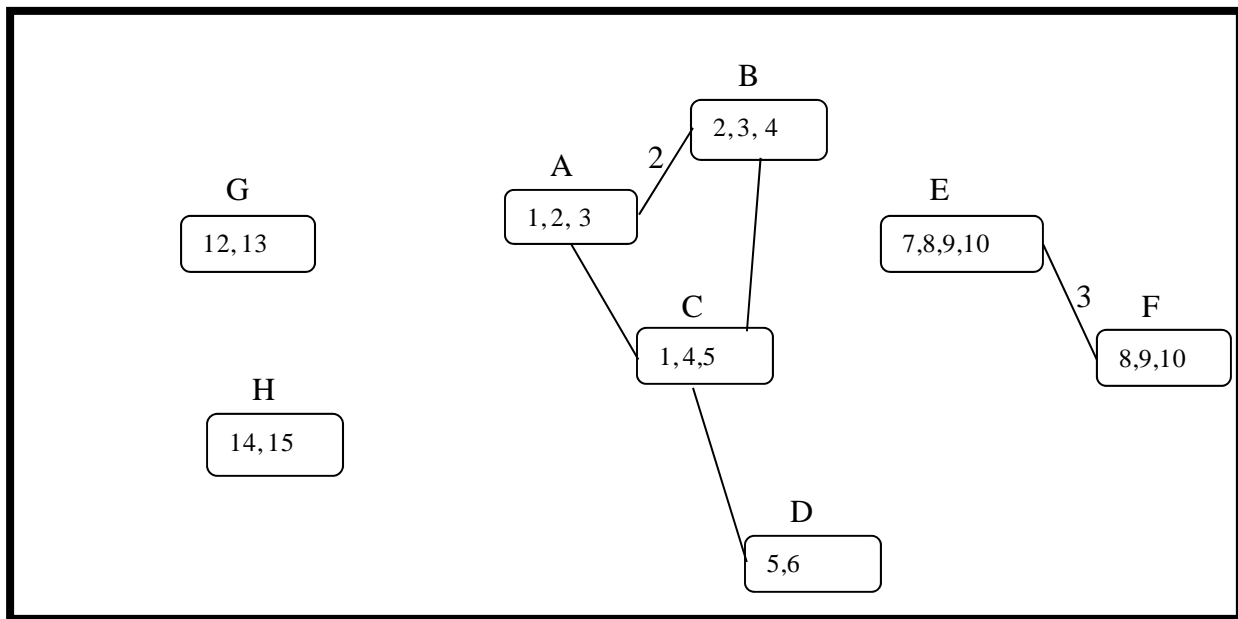 B
2, 3, 4
2
A
1, 2, 3
G
12, 13
E
7,8,9,10
3
F
8,9,10
C
1, 4,5
H
14, 15
D
5,6